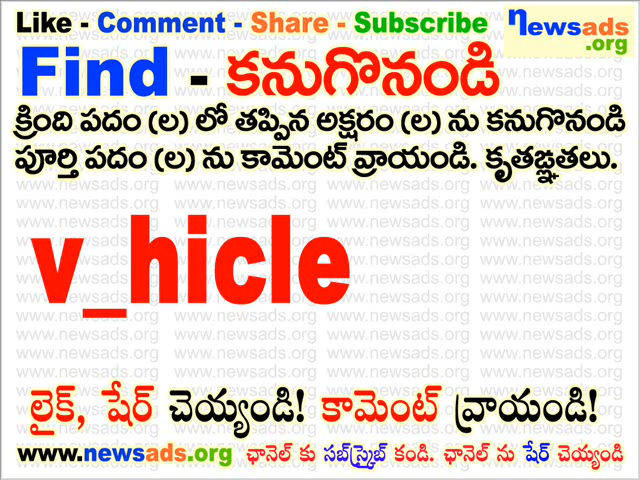 Like - Comment - Share - Subscribe
newsads
.org
Find - కనుగొనండి
క్రింది పదం (ల) లో తప్పిన అక్షరం (ల) ను కనుగొనండి
పూర్తి పదం (ల) ను కామెంట్ వ్రాయండి. కృతజ్ఞతలు.
v_hicle
లైక్, షేర్ చెయ్యండి! కామెంట్ వ్రాయండి!
www.newsads.org ఛానెల్ కు సబ్‌స్క్రైబ్ కండి. ఛానెల్ ను షేర్ చెయ్యండి